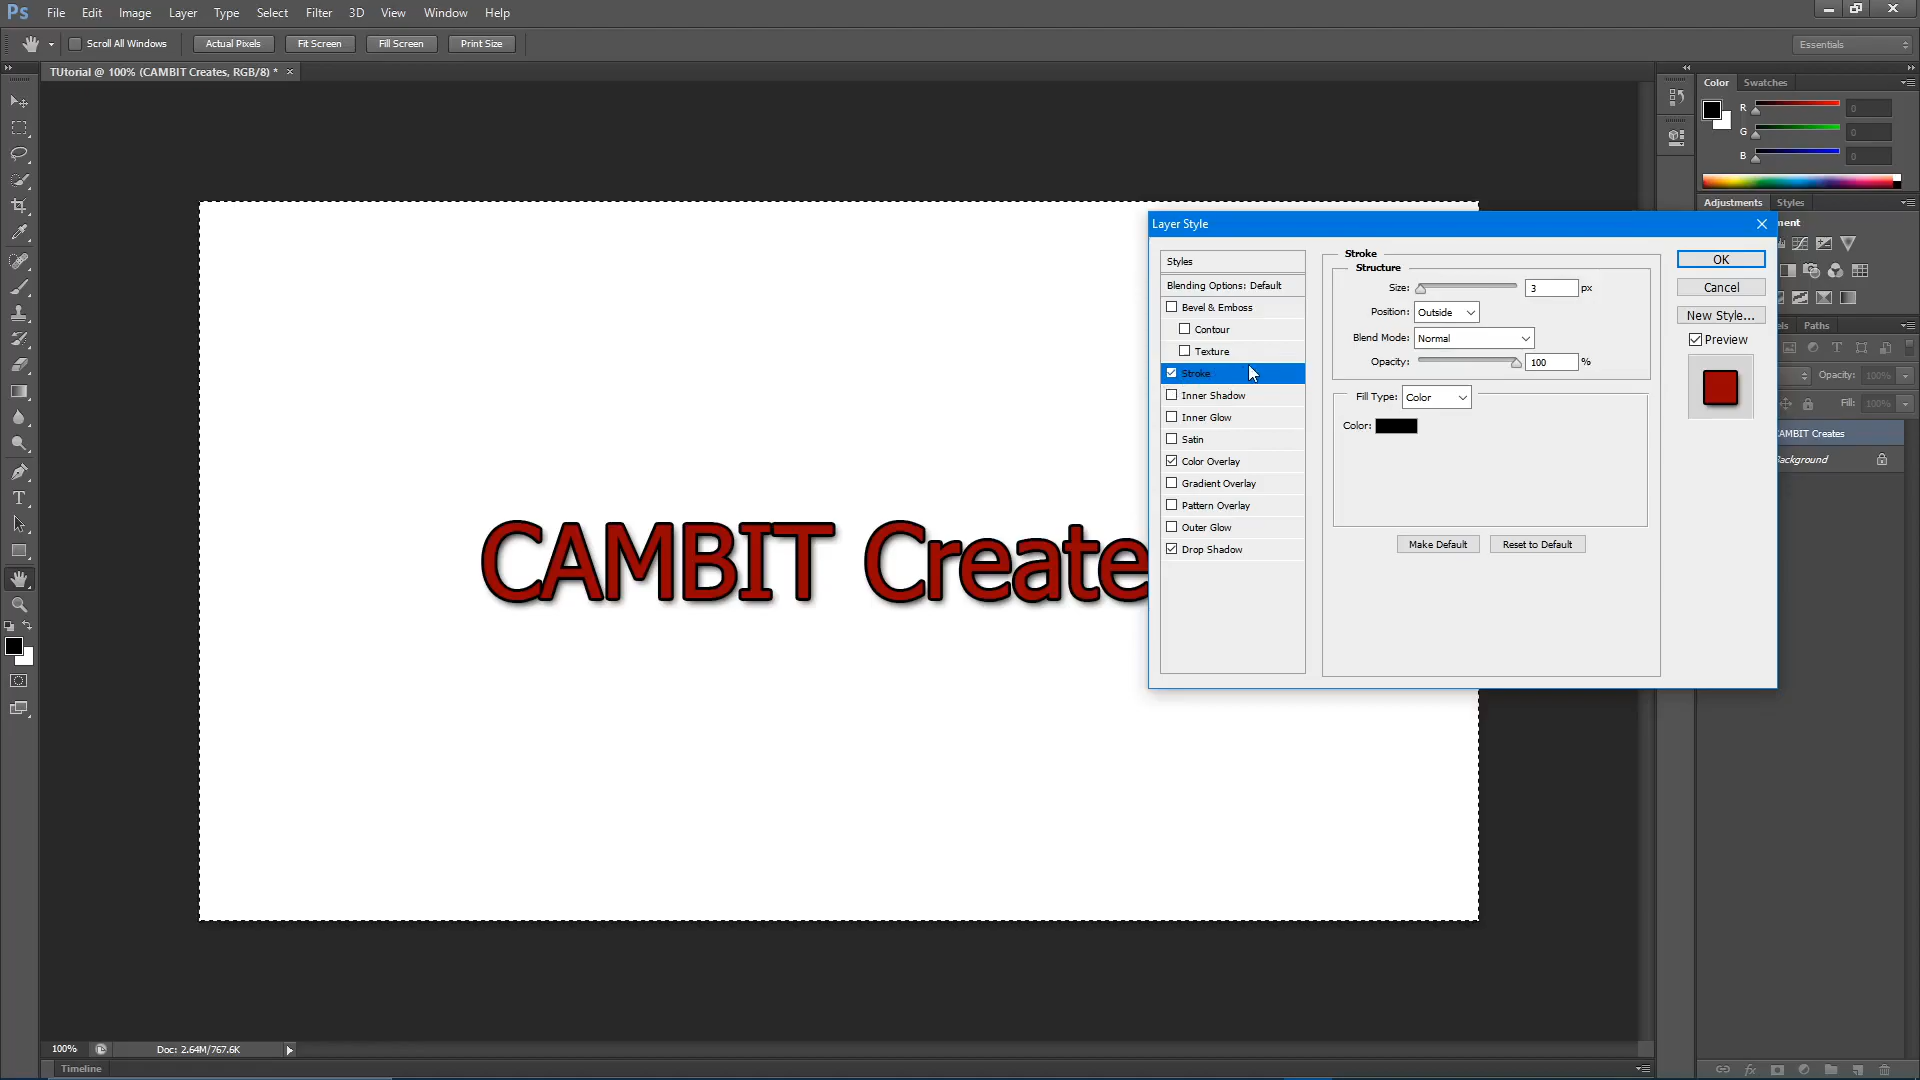 Ps File Edit Image Layer Type Select Filter 3D View Window Help
Scroll All Windows Actual Pixels Fit Screen Fill Screen Print Size Essentials
TUtorial @ 100% (CAMBIT Creates, RGB/8) * ×
Color Swatches
R 0
G 0
B 0
Adjustments Styles
Layer Style
Styles
Blending Options: Default
Bevel & Emboss
Contour
Texture
Stroke
Inner Shadow
Inner Glow
Satin
Color Overlay
Gradient Overlay
Pattern Overlay
Outer Glow
Drop Shadow
Stroke
Structure
Size: 3 px
Position: Outside
Blend Mode: Normal
Opacity: 100 %
Fill Type: Color
Color:
Make Default Reset to Default
OK
Cancel
New Style...
Preview
ment
els Paths
T
Opacity: 100%
Fill: 100%
AMBIT Creates
Background
CAMBIT Create
T
100% Doc: 2.64M/767.6K
Timeline
fx